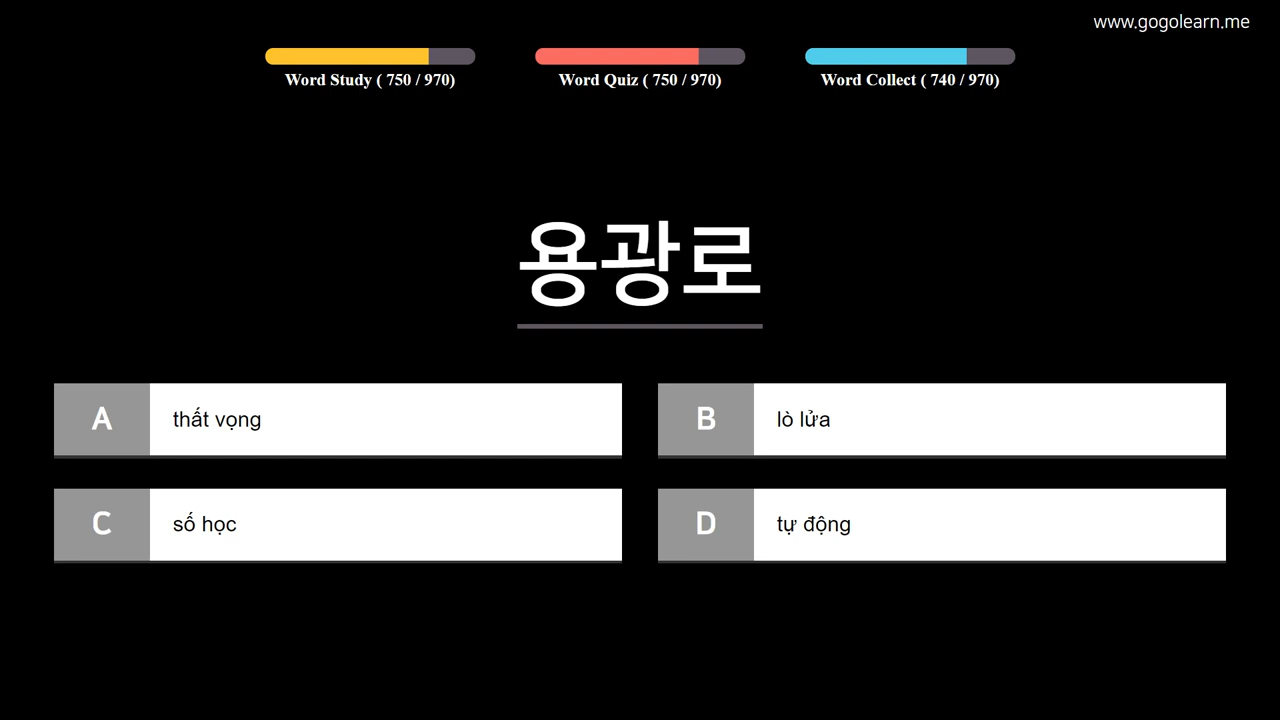 www.gogolearn.me
Word Study ( 750 / 970)
Word Quiz ( 750 / 970)
Word Collect ( 740 / 970)
용광로
A thất vọng
B lò lửa
C số học
D tự động